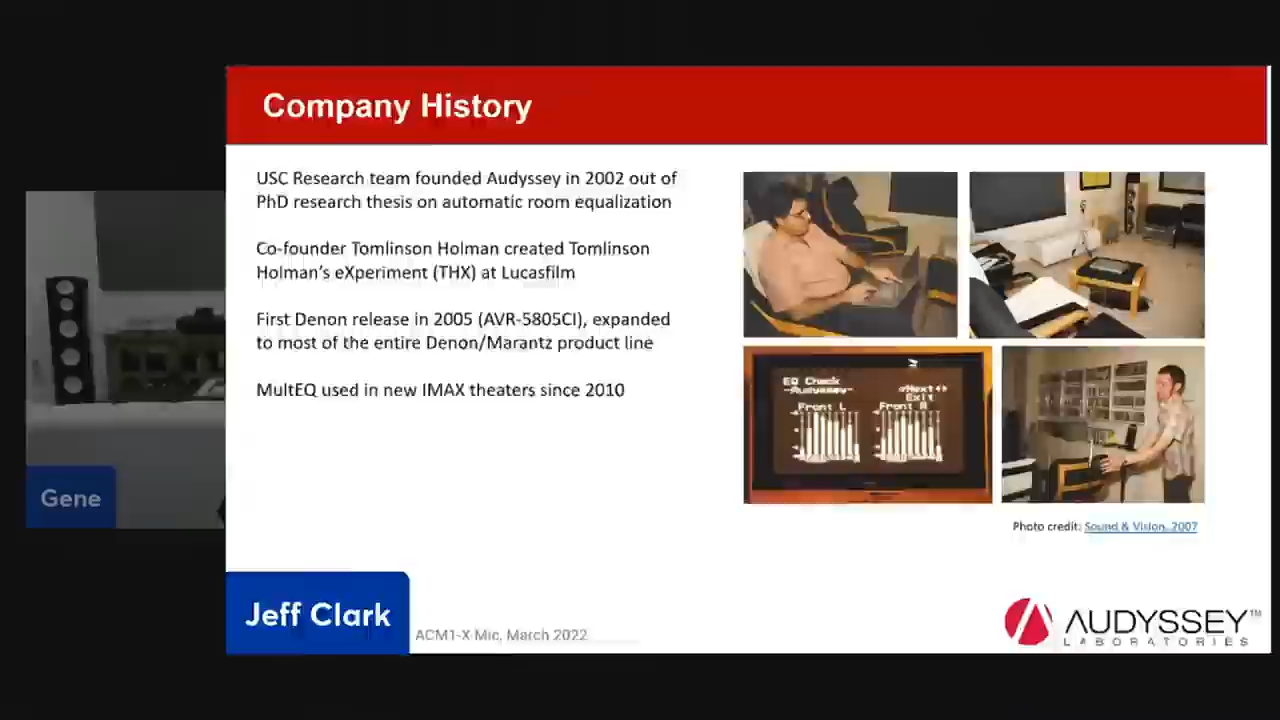 Company History
USC Research team founded Audyssey in 2002 out of
PhD research thesis on automatic room equalization
Co-founder Tomlinson Holman created Tomlinson
Holman's eXperiment (THX) at Lucasfilm
First Denon release in 2005 (AVR-5805CI), expanded
to most of the entire Denon/Marantz product line
MultEQ used in new IMAX theaters since 2010
EQ Check
-Audyssey-
Next
Exit
Front L
Front R
Photo credit: Sound & Vision, 2007
Gene
Jeff Clark
ACM1-X Mic, March 2022
AUDYSSEY™
LABORATORIES